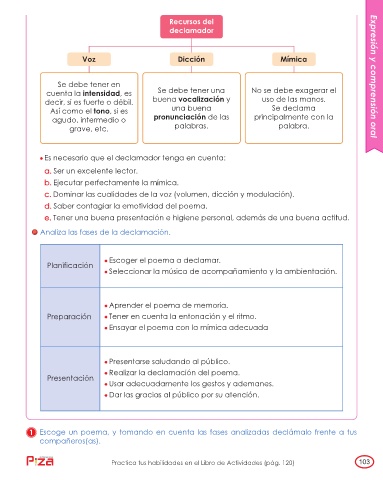 Recursos del
declamador
Voz
Dicción
Mímica
Se debe tener en
cuenta la intensidad, es
decir, si es fuerte o débil.
Así como el tono, si es
agudo, intermedio o
grave, etc.
Se debe tener una
buena vocalización y
una buena
pronunciación de las
palabras.
No se debe exagerar el
uso de las manos.
Se declama
principalmente con la
palabra.
Expresión y comprensión oral
• Es necesario que el declamador tenga en cuenta:
a. Ser un excelente lector.
b. Ejecutar perfectamente la mímica.
c. Dominar las cualidades de la voz (volumen, dicción y modulación).
d. Saber contagiar la emotividad del poema.
e. Tener una buena presentación e higiene personal, además de una buena actitud.
Analiza las fases de la declamación.
Planificación
• Escoger el poema a declamar.
• Seleccionar la música de acompañamiento y la ambientación.
Preparación
• Aprender el poema de memoria.
• Tener en cuenta la entonación y el ritmo.
• Ensayar el poema con la mímica adecuada
Presentación
• Presentarse saludando al público.
• Realizar la declamación del poema.
• Usar adecuadamente los gestos y ademanes.
• Dar las gracias al público por su atención.
1 Escoge un poema, y tomando en cuenta las fases analizadas declámalo frente a tus
compañeros(as).
Piza
Practica tus habilidades en el Libro de Actividades (pág. 120)
103